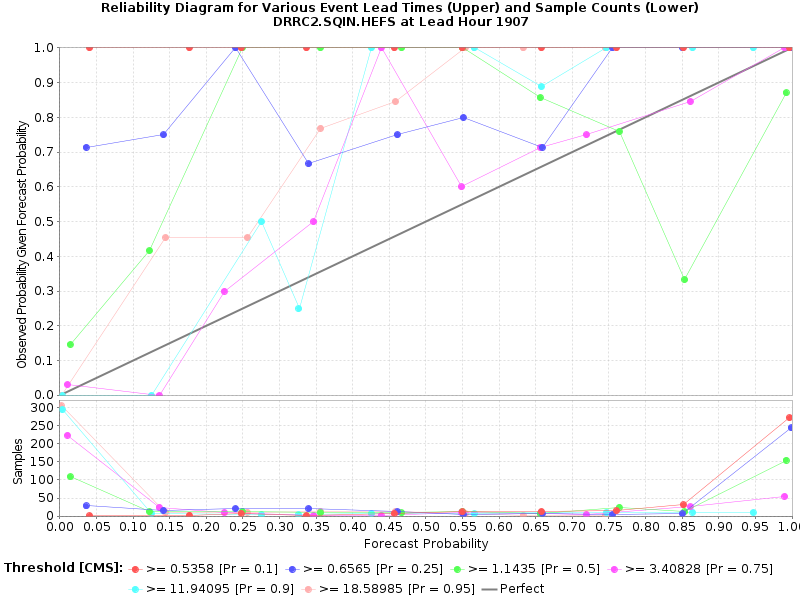 Reliability Diagram for Various Event Lead Times (Upper) and Sample Counts (Lower)
DRRC2.SQIN.HEFS at Lead Hour 1907
Observed Probability Given Forecast Probability
1.0
0.9
0.8
0.7
0.6
0.5
0.4
0.3
0.2
0.1
0.0
Samples
300
250
200
150
100
50
0
0.00 0.05 0.10 0.15 0.20 0.25 0.30 0.35 0.40 0.45 0.50 0.55 0.60 0.65 0.70 0.75 0.80 0.85 0.90 0.95 1.00
Forecast Probability
Threshold [CMS]: >= 0.5358 [Pr = 0.1] >= 0.6565 [Pr = 0.25] >= 1.1435 [Pr = 0.5] >= 3.40828 [Pr = 0.75]
>= 11.94095 [Pr = 0.9] >= 18.58985 [Pr = 0.95] Perfect